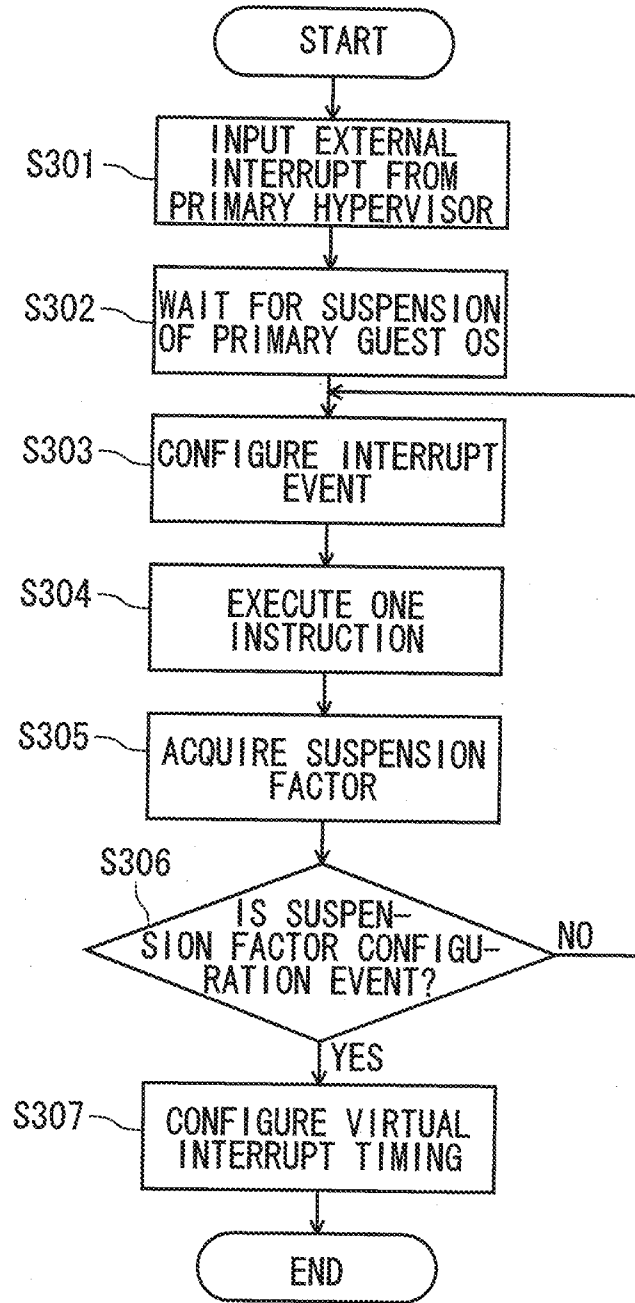 START
S301
INPUT EXTERNAL
INTERRUPT FROM
PRIMARY HYPERVISOR
S302
WAIT FOR SUSPENSION
OF PRIMARY GUEST OS
S303
CONFIGURE INTERRUPT
EVENT
S304
EXECUTE ONE
INSTRUCTION
S305
ACQUIRE SUSPENSION
FACTOR
S306
IS SUSPEN-
SION FACTOR CONFIGU-
RATION EVENT?
NO
YES
S307
CONFIGURE VIRTUAL
INTERRUPT TIMING
END